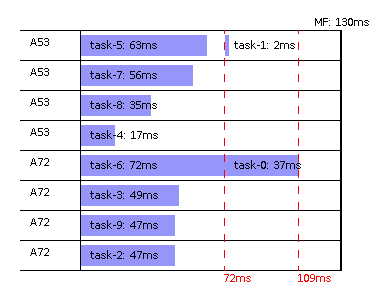 MF: 130ms
A53 task-5: 63ms task-1: 2ms
A53 task-7: 56ms
A53 task-8: 35ms
A53 task-4: 17ms
A72 task-6: 72ms task-0: 37ms
A72 task-3: 49ms
A72 task-9: 47ms
A72 task-2: 47ms
72ms 109ms